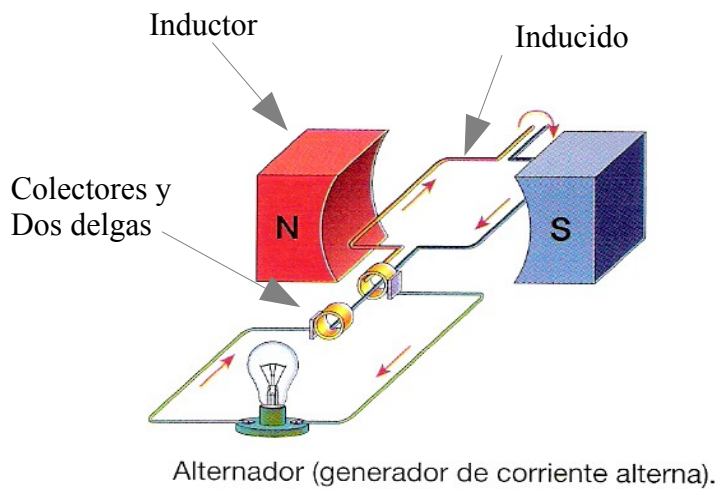 Inductor
Inducido
Colectores y
Dos delgas
N
S
Alternador (generador de corriente alterna).